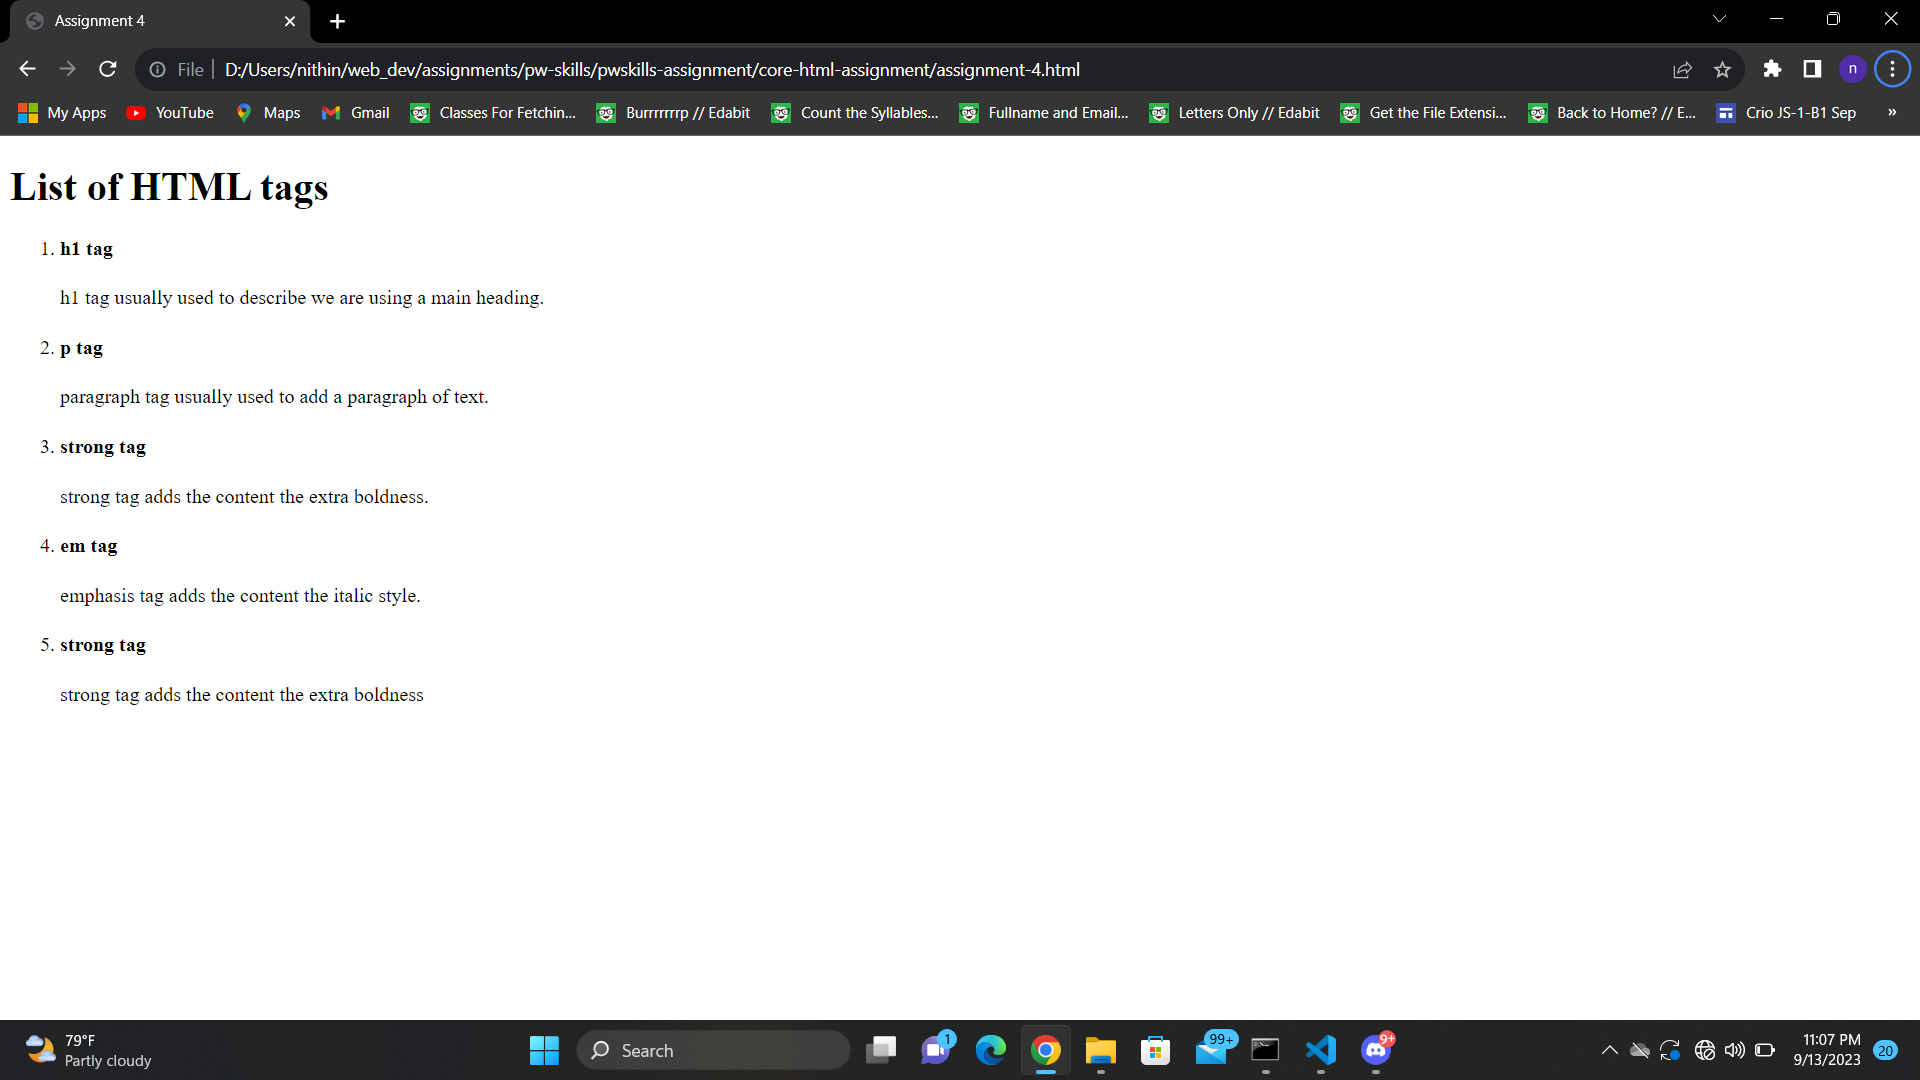 Assignment 4
File
D:/Users/nithin/web_dev/assignments/pw-skills/pwskills-assignment/core-html-assignment/assignment-4.html
n
My Apps YouTube Maps Gmail Classes For Fetchin... Burrrrrrrp // Edabit Count the Syllables... Fullname and Email... Letters Only // Edabit Get the File Extensi... Back to Home? // E... Crio JS-1-B1 Sep »
List of HTML tags
1. h1 tag
h1 tag usually used to describe we are using a main heading.
2. p tag
paragraph tag usually used to add a paragraph of text.
3. strong tag
strong tag adds the content the extra boldness.
4. em tag
emphasis tag adds the content the italic style.
5. strong tag
strong tag adds the content the extra boldness
79°F
Partly cloudy
Search
1
99+
9+
11:07 PM
9/13/2023
20